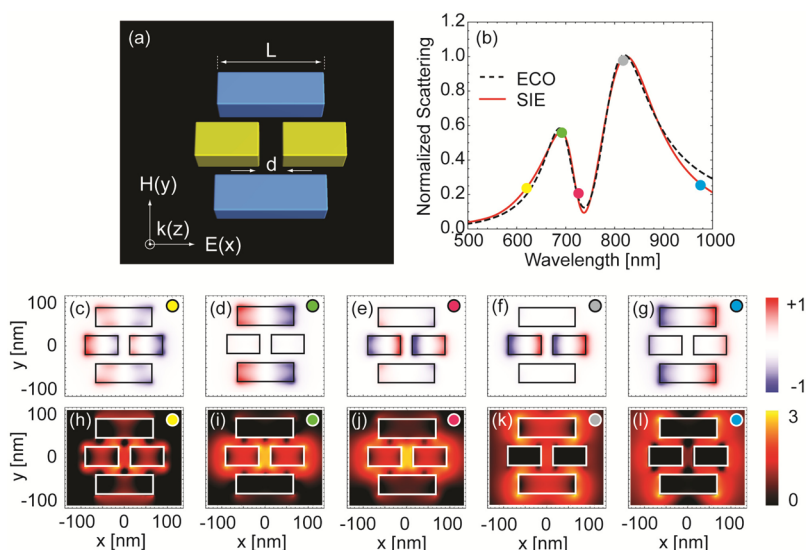 (a)
L
d
H(y)
k(z)
E(x)
(b)
Normalized Scattering
1.2
1.0
0.8
0.6
0.4
0.2
0.0
ECO
SIE
500 600 700 800 900 1000
Wavelength [nm]
(c) (d) (e) (f) (g)
y [nm]
100
0
-100
+1
-1
(h) (i) (j) (k) (l)
y [nm]
100
0
-100
3
0
-100 0 100 -100 0 100 -100 0 100 -100 0 100 -100 0 100
x [nm] x [nm] x [nm] x [nm] x [nm]